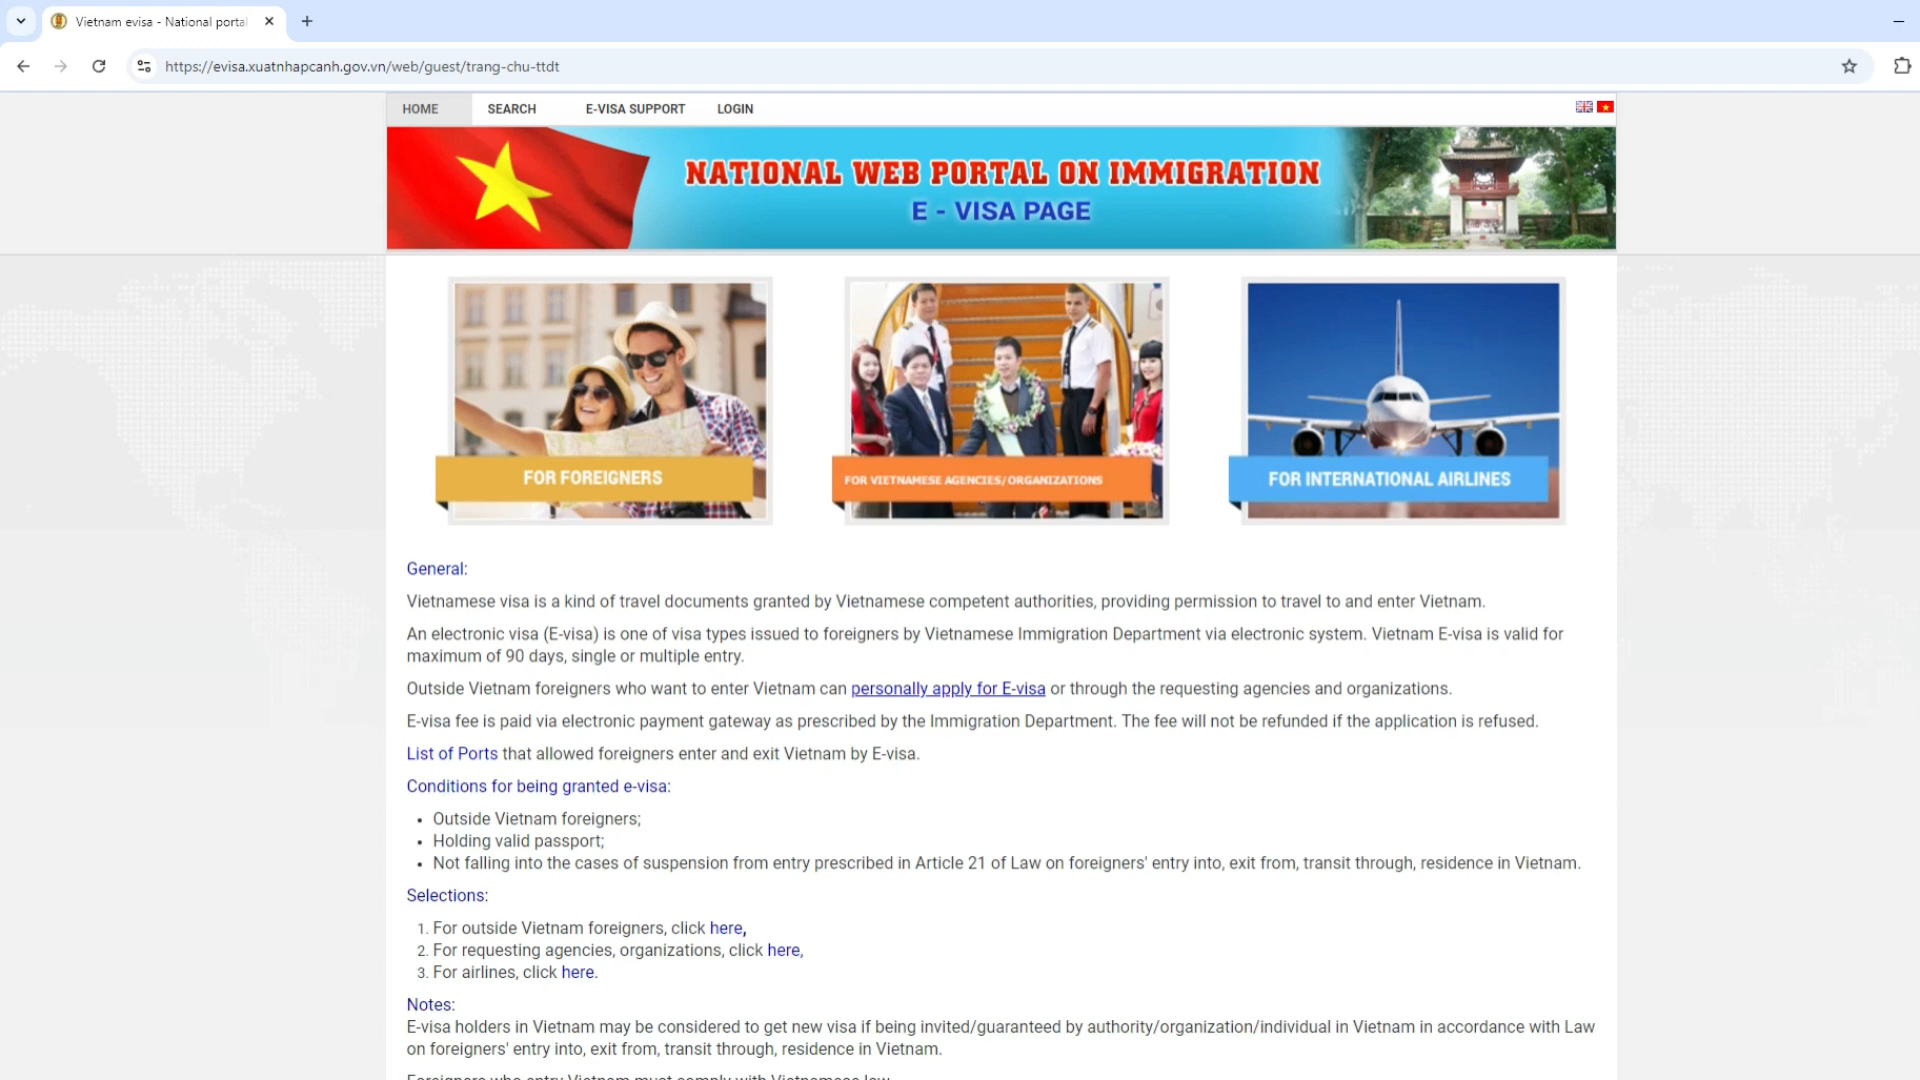 Vietnam evisa - National porta
https://evisa.xuatnhapcanh.gov.vn/web/guest/trang-chu-ttdt
HOME SEARCH E-VISA SUPPORT LOGIN
NATIONAL WEB PORTAL ON IMMIGRATION
E - VISA PAGE
FOR FOREIGNERS
FOR VIETNAMESE AGENCIES/ORGANIZATIONS
FOR INTERNATIONAL AIRLINES
General:
Vietnamese visa is a kind of travel documents granted by Vietnamese competent authorities, providing permission to travel to and enter Vietnam.
An electronic visa (E-visa) is one of visa types issued to foreigners by Vietnamese Immigration Department via electronic system. Vietnam E-visa is valid for
maximum of 90 days, single or multiple entry.
Outside Vietnam foreigners who want to enter Vietnam can personally apply for E-visa or through the requesting agencies and organizations.
E-visa fee is paid via electronic payment gateway as prescribed by the Immigration Department. The fee will not be refunded if the application is refused.
List of Ports that allowed foreigners enter and exit Vietnam by E-visa.
Conditions for being granted e-visa:
• Outside Vietnam foreigners;
• Holding valid passport;
• Not falling into the cases of suspension from entry prescribed in Article 21 of Law on foreigners' entry into, exit from, transit through, residence in Vietnam.
Selections:
1. For outside Vietnam foreigners, click here,
2. For requesting agencies, organizations, click here,
3. For airlines, click here.
Notes:
E-visa holders in Vietnam may be considered to get new visa if being invited/guaranteed by authority/organization/individual in Vietnam in accordance with Law
on foreigners' entry into, exit from, transit through, residence in Vietnam.
Foreigners who entry Vietnam must comply with Vietnamese law.